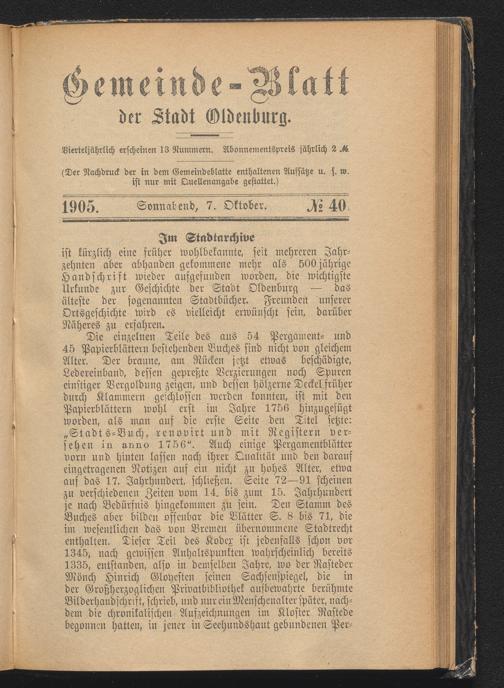 Gemeinde-Blatt
der Stadt Oldenburg.
Vierteljährlich erscheinen 13 Nummern. Abonnementspreis jährlich 2 ℳ
(Der Nachdruck der in dem Gemeindeblatte enthaltenen Aufsätze u. s. w.
ist nur mit Quellenangabe gestattet.)
1905. Sonnabend, 7. Oktober. № 40
Im Stadtarchive
ist kürzlich eine früher wohlbekannte, seit mehreren Jahr-
zehnten aber abhanden gekommene mehr als 500jährige
Handschrift wieder aufgefunden worden, die wichtigste
Urkunde zur Geschichte der Stadt Oldenburg — das
älteste der sogenannten Stadtbücher. Freunden unserer
Ortsgeschichte wird es vielleicht erwünscht sein, darüber
Näheres zu erfahren.
Die einzelnen Teile des aus 54 Pergament- und
45 Papierblättern bestehenden Buches sind nicht von gleichem
Alter. Der braune, am Rücken jetzt etwas beschädigte,
Ledereinband, dessen gepreßte Verzierungen noch Spuren
einstiger Vergoldung zeigen, und dessen hölzerne Deckel früher
durch Klammern geschlossen werden konnten, ist mit den
Papierblättern wohl erst im Jahre 1756 hinzugefügt
worden, als man auf die erste Seite den Titel setzte:
„Stadts-Buch, renovirt und mit Registern ver-
sehen in anno 1756“. Auch einige Pergamentblätter
vorn und hinten lassen nach ihrer Qualität und den darauf
eingetragenen Notizen auf ein nicht zu hohes Alter, etwa
auf das 17. Jahrhundert, schließen. Seite 72—91 scheinen
zu verschiedenen Zeiten vom 14. bis zum 15. Jahrhundert
je nach Bedürfnis hinzugekommen zu sein. Den Stamm des
Buches aber bilden offenbar die Blätter S. 8 bis 71, die
im wesentlichen das von Bremen übernommene Stadtrecht
enthalten. Dieser Teil des Kodex ist jedenfalls schon vor
1345, nach gewissen Anhaltspunkten wahrscheinlich bereits
1335, entstanden, also in demselben Jahre, wo der Rasteder
Mönch Hinrich Gloyesten seinen Sachsenspiegel, die in
der Großherzoglichen Privatbibliothek aufbewahrte berühmte
Bilderhandschrift, schrieb, und nur ein Menschenalter später, nach-
dem die chronikalischen Aufzeichnungen im Kloster Rastede
begonnen hatten, in jener in Seehundshaut gebundenen Per-